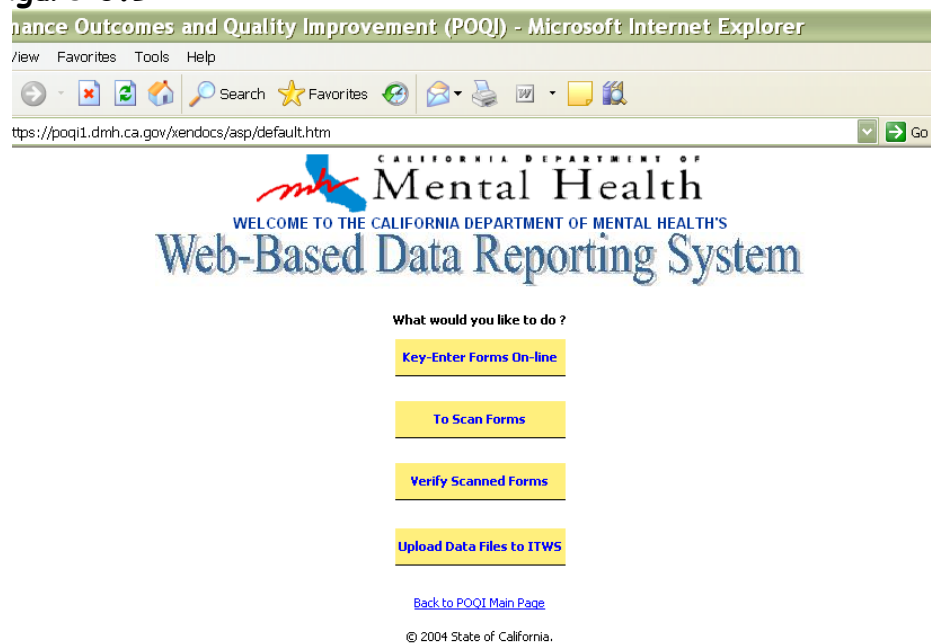 nance Outcomes and Quality Improvement (POQI) - Microsoft Internet Explorer
View Favorites Tools Help
Search Favorites
ttps://poqi1.dmh.ca.gov/xendocs/asp/default.htm Go
CALIFORNIA DEPARTMENT OF
mh Mental Health
WELCOME TO THE CALIFORNIA DEPARTMENT OF MENTAL HEALTH'S
Web-Based Data Reporting System
What would you like to do ?
Key-Enter Forms On-line
To Scan Forms
Verify Scanned Forms
Upload Data Files to ITWS
Back to POQI Main Page
© 2004 State of California.